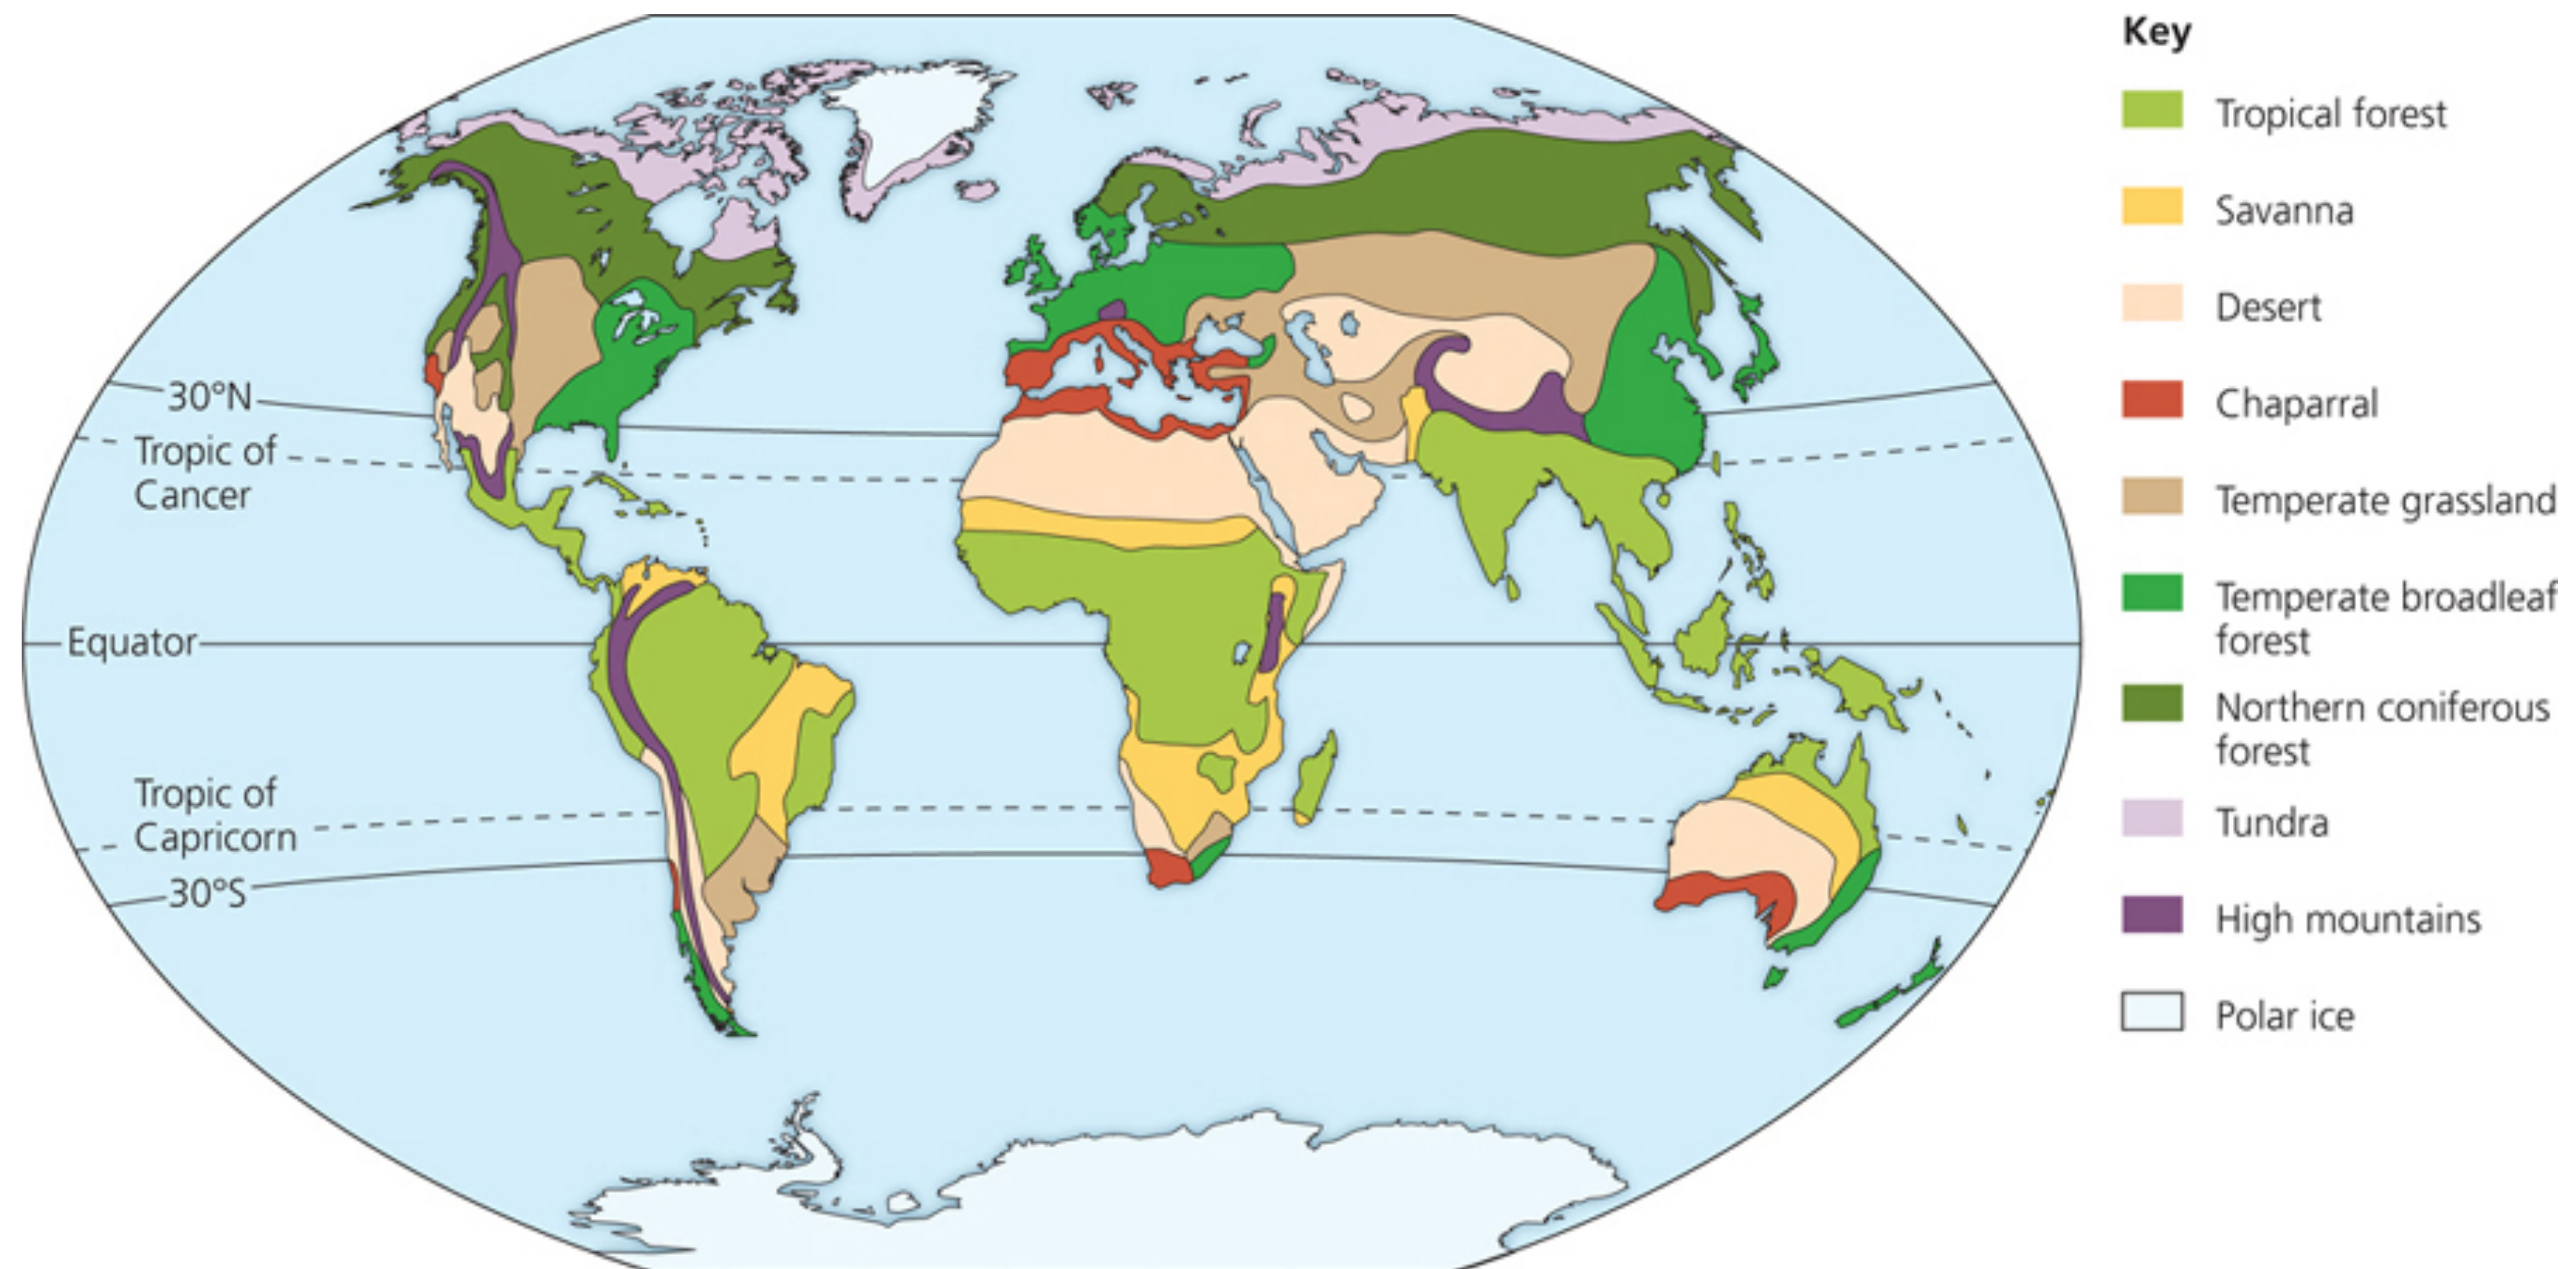 Key
Tropical forest
Savanna
Desert
Chaparral
Temperate grassland
Temperate broadleaf
forest
Northern coniferous
forest
Tundra
High mountains
Polar ice
30°N
Tropic of
Cancer
Equator
Tropic of
Capricorn
30°S